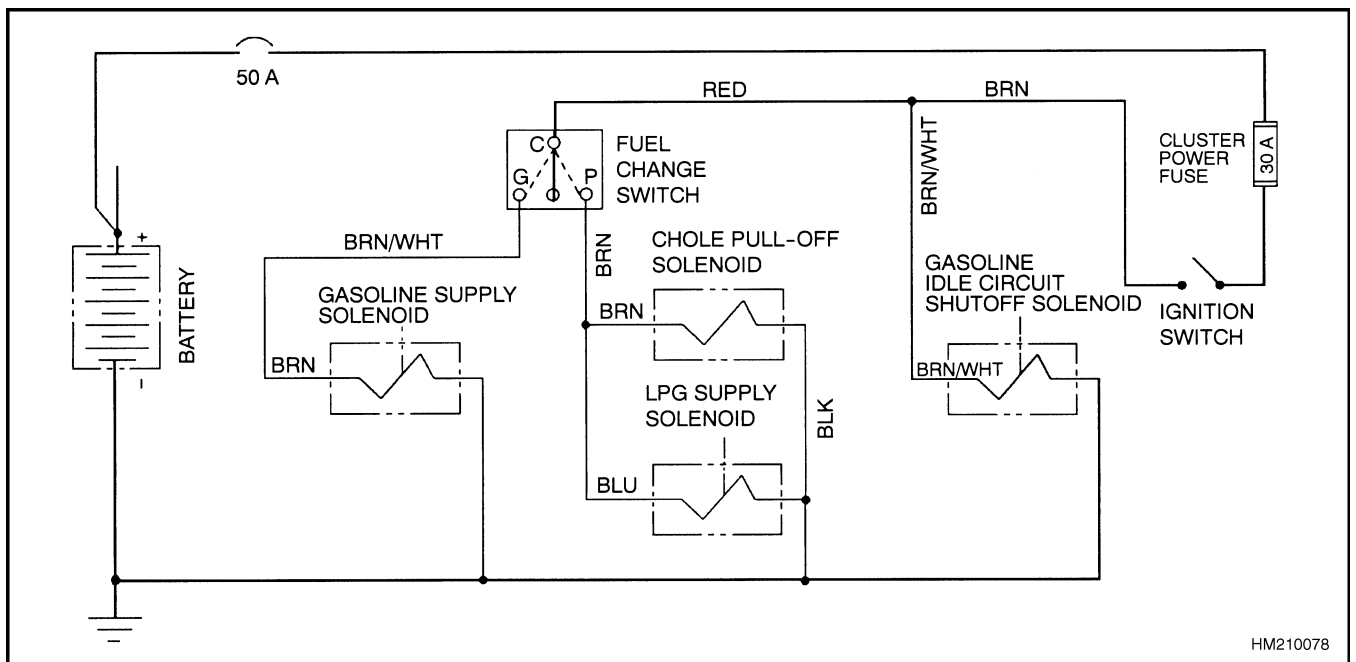 50 A
RED
BRN
C
G
P
FUEL
CHANGE
SWITCH
BRN/WHT
CLUSTER
POWER
FUSE
30 A
+
BATTERY
–
BRN/WHT
BRN
CHOLE PULL-OFF
SOLENOID
GASOLINE
IDLE CIRCUIT
SHUTOFF SOLENOID
IGNITION
SWITCH
GASOLINE SUPPLY
SOLENOID
BRN
BRN
BRN/WHT
LPG SUPPLY
SOLENOID
BLK
BLU
HM210078